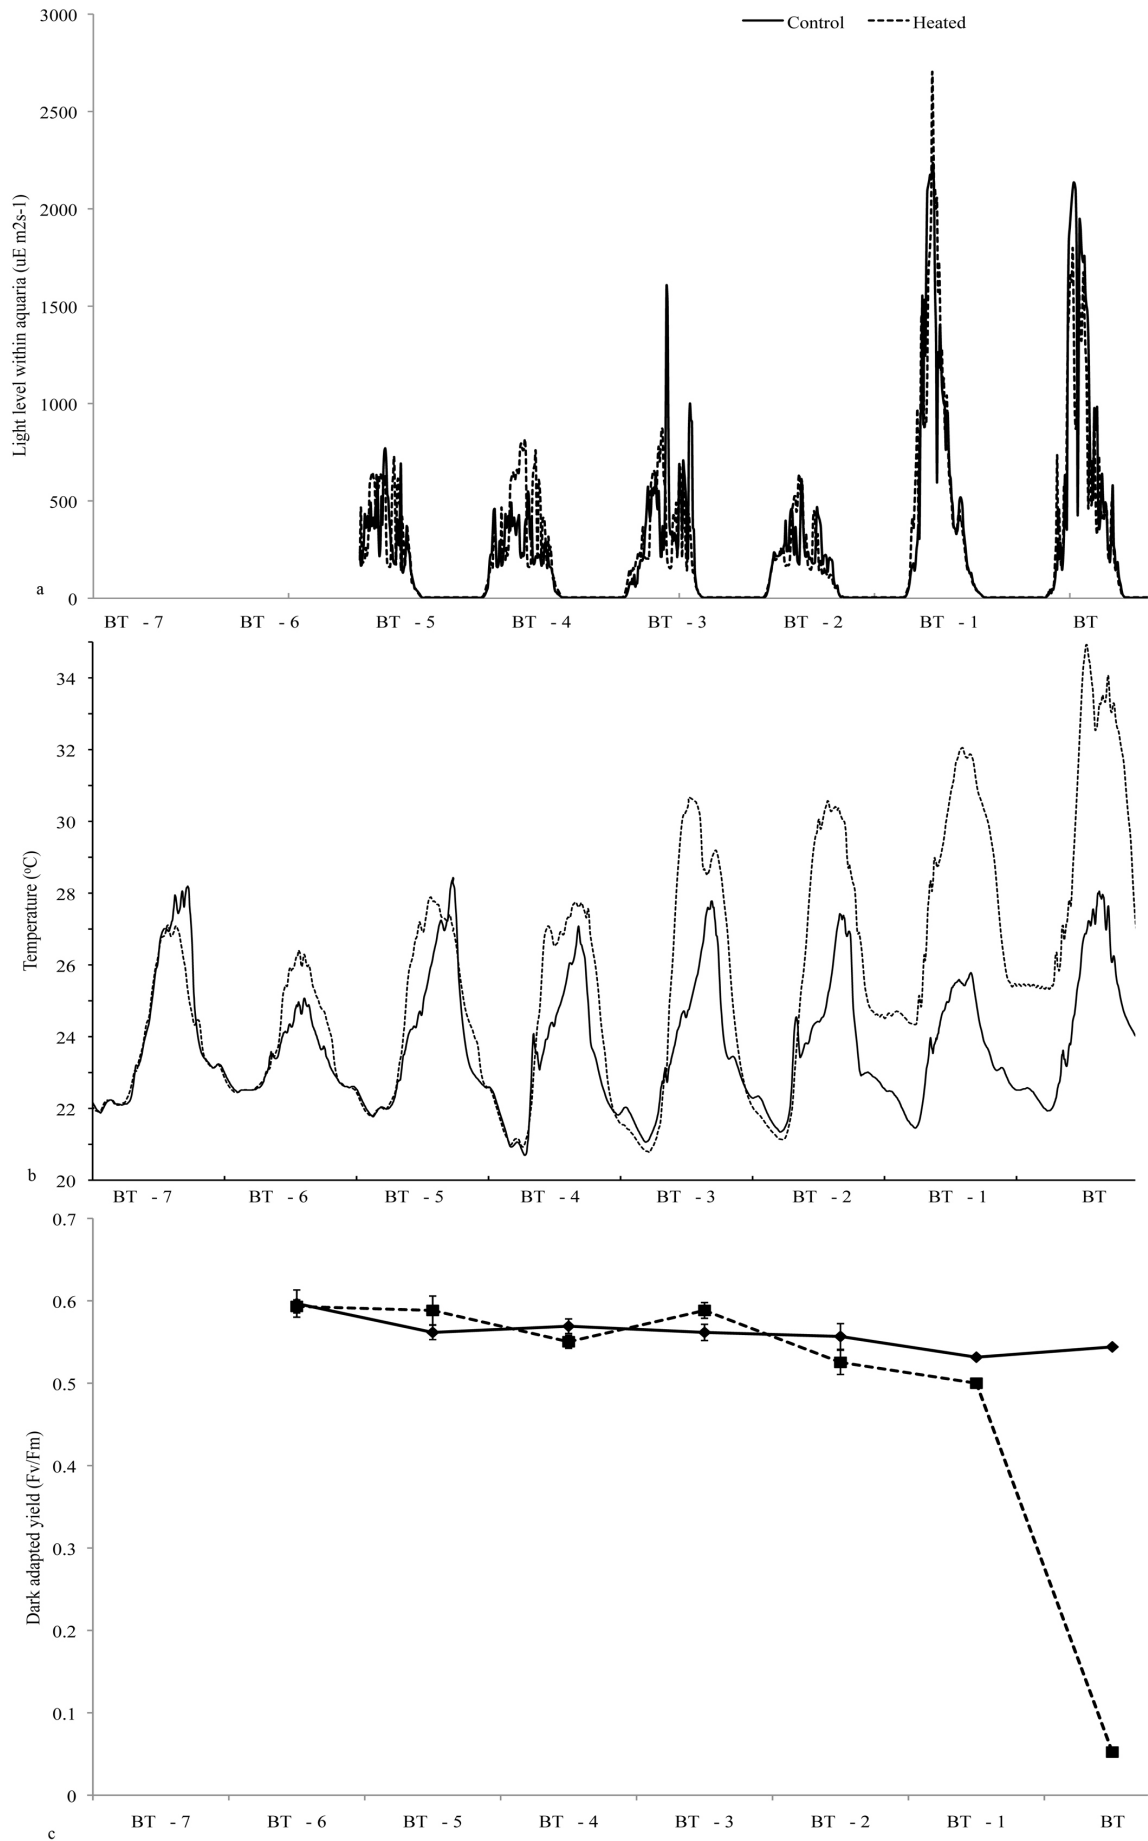 3000
Control Heated
2500
2000
1500
1000
500
0
Light level within aquaria (uE m2s-1)
a
BT - 7 BT - 6 BT - 5 BT - 4 BT - 3 BT - 2 BT - 1 BT
34
32
30
28
26
24
22
20
Temperature (ºC)
b
BT - 7 BT - 6 BT - 5 BT - 4 BT - 3 BT - 2 BT - 1 BT
0.7
0.6
0.5
0.4
0.3
0.2
0.1
0
Dark adapted yield (Fv/Fm)
BT - 7 BT - 6 BT - 5 BT - 4 BT - 3 BT - 2 BT - 1 BT
c